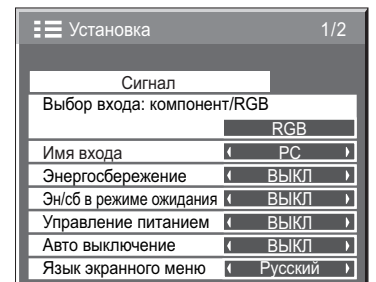 Установка 1/2
Сигнал
Выбор входа: компонент/RGB
RGB
Имя входа PC
Энергосбережение ВЫКЛ
Эн/сб в режиме ожидания ВЫКЛ
Управление питанием ВЫКЛ
Авто выключение ВЫКЛ
Язык экранного меню Русский